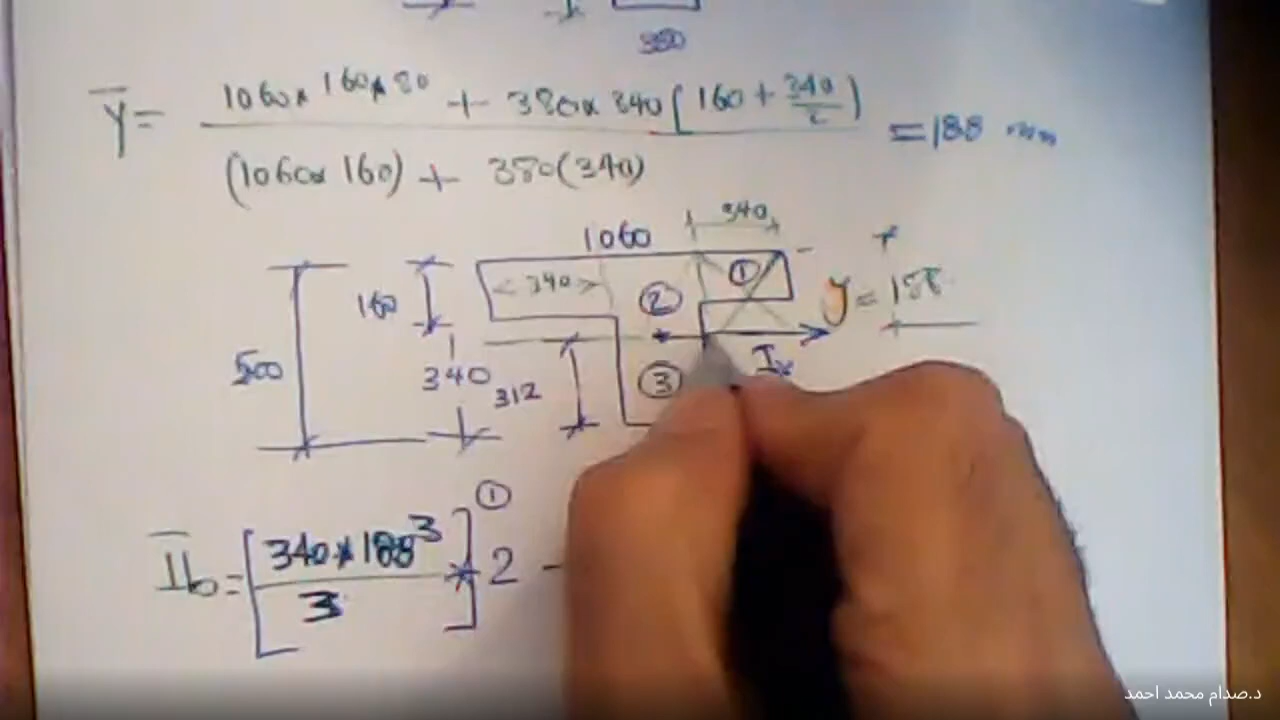 380
1060×160×80 + 380×340[160 + 340/2]
Y = = 188 mm
(1060×160) + 380(340)
340
1060
340
①
160
②
y = 188
500
340
312
③
Ix
①
Ib = [340×188³ / 3] × 2 -
د.صدام محمد احمد